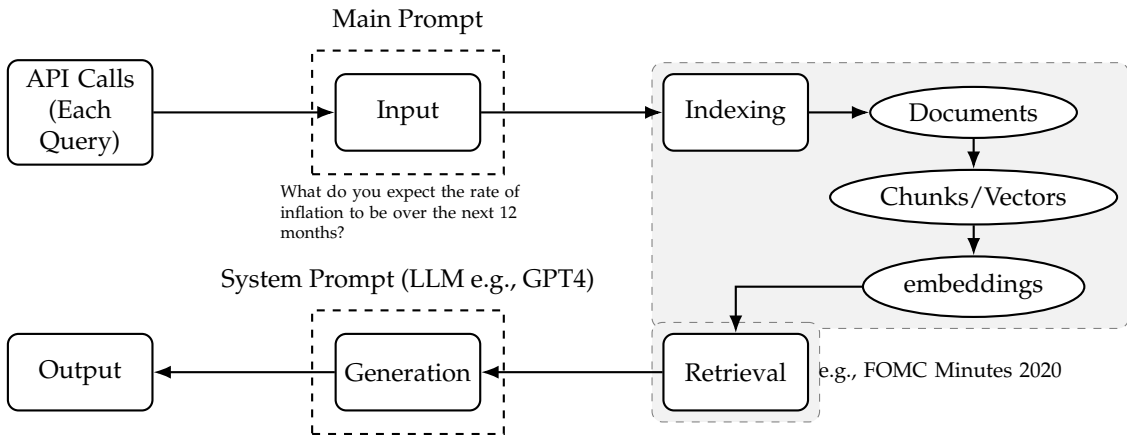 Main Prompt
API Calls
(Each
Query)
Input
Indexing
Documents
What do you expect the rate of
inflation to be over the next 12
months?
Chunks/Vectors
System Prompt (LLM e.g., GPT4)
embeddings
Output
Generation
Retrieval
e.g., FOMC Minutes 2020